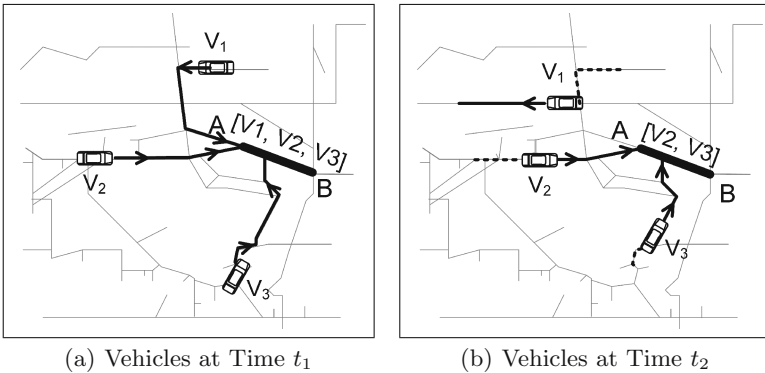 V1
A [V1, V2, V3]
V2
B
V3
(a) Vehicles at Time t1
V1
A [V2, V3]
V2
B
V3
(b) Vehicles at Time t2